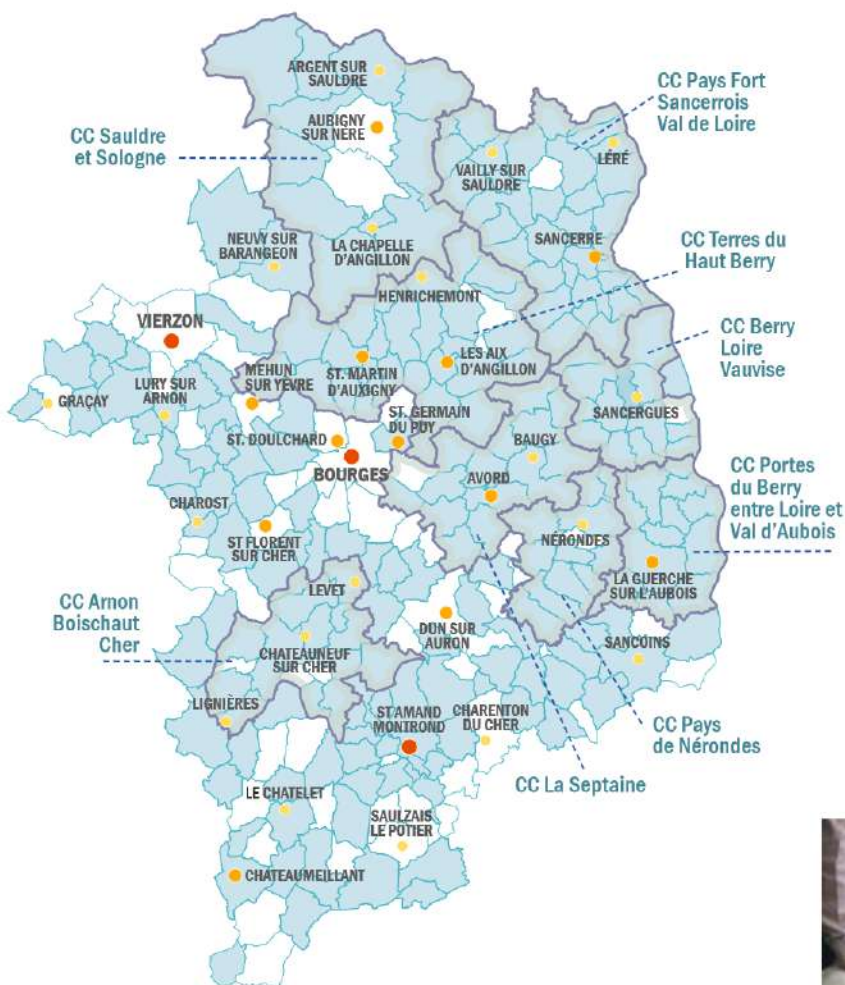 ARGENT SUR
SAULDRE
CC Pays Fort
Sancerrois
Val de Loire
AUBIGNY
SUR NÈRE
CC Sauldre
et Sologne
LÉRÉ
VAILLY SUR
SAULDRE
NEUVY SUR
BARANGEON
LA CHAPELLE
D'ANGILLON
SANCERRE
CC Terres du
Haut Berry
HENRICHEMONT
VIERZON
CC Berry
Loire
Vauvise
MEHUN
SUR YÈVRE
ST. MARTIN
D'AUXIGNY
LES AIX
D'ANGILLON
GRAÇAY
LURY SUR
ARNON
SANCERGUES
ST. GERMAIN
DU PUY
ST. DOULCHARD
BAUGY
BOURGES
AVORD
CC Portes
du Berry
entre Loire et
Val d'Aubois
CHAROST
ST FLORENT
SUR CHER
NÉRONDES
LA GUERCHE
SUR L'AUBOIS
LEVET
CC Arnon
Boischaut
Cher
DUN SUR
AURON
CHATEAUNEUF
SUR CHER
SANCOINS
LIGNIÈRES
ST AMAND
MONTROND
CHARENTON
DU CHER
CC Pays
de Nérondes
CC La Septaine
LE CHATELET
SAULZAIS
LE POTIER
CHATEAUMEILLANT